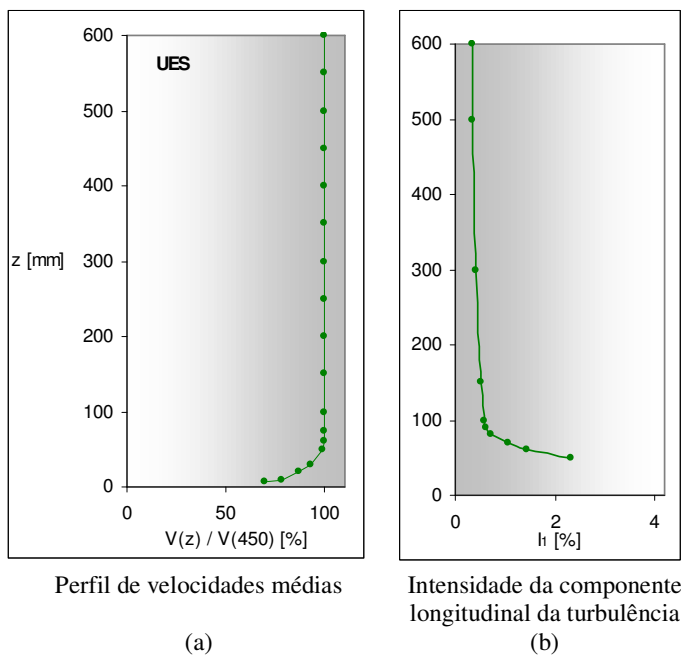 600
UES
500
400
z [mm]
300
200
100
0
0 50 100
V(z) / V(450) [%]
Perfil de velocidades médias
(a)
600
500
400
300
200
100
0
0 2 4
I1 [%]
Intensidade da componente
longitudinal da turbulência
(b)